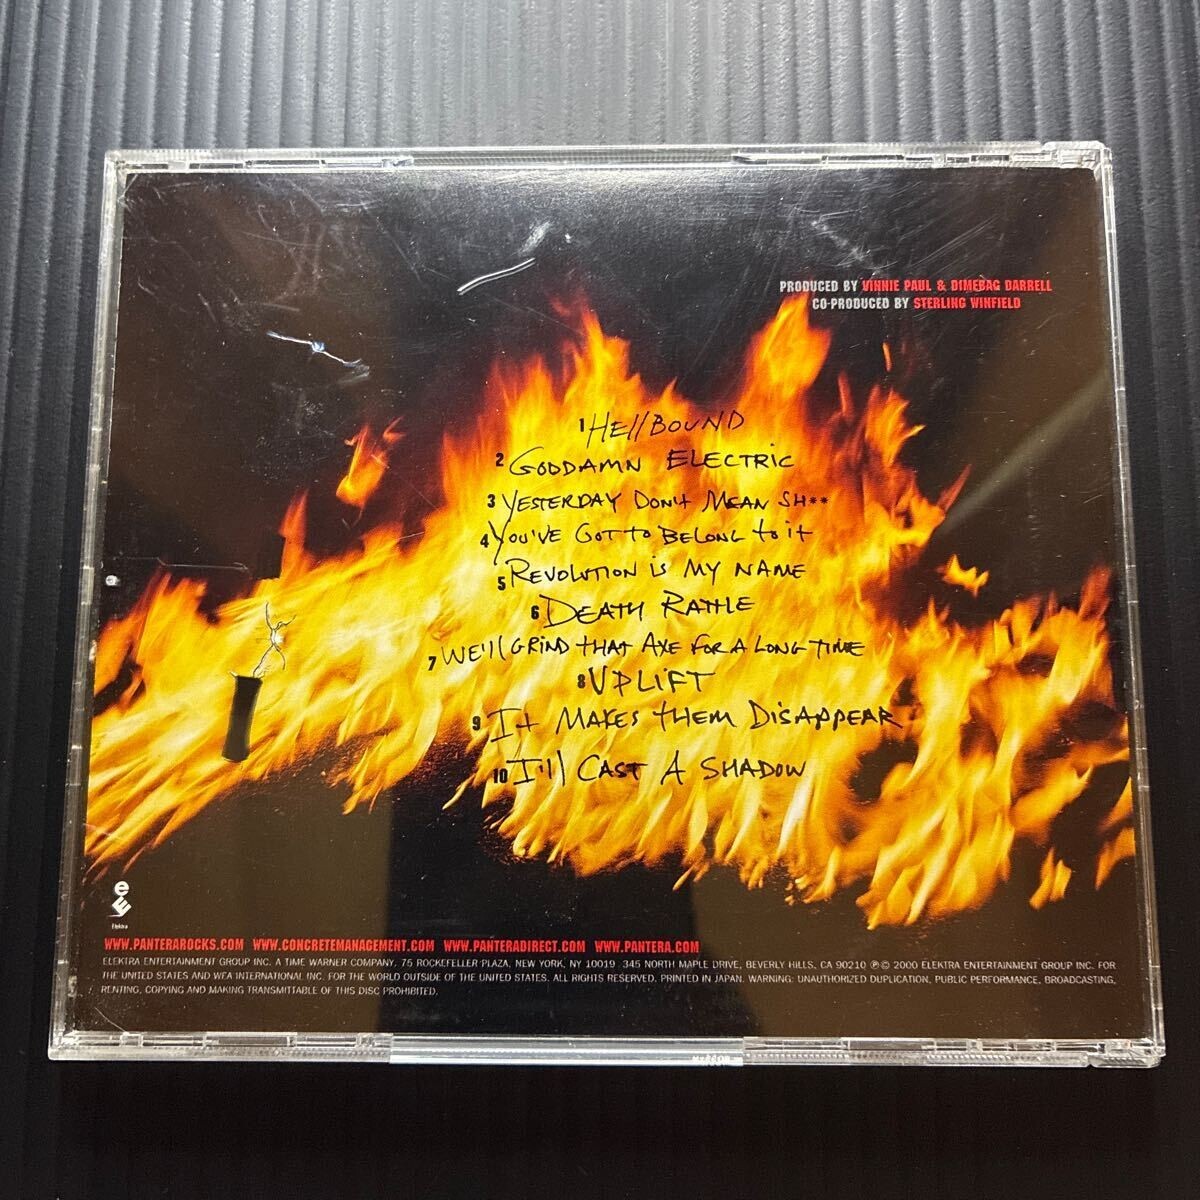 PRODUCED BY VINNIE PAUL & DIMEBAG DARRELL
CO-PRODUCED BY STERLING WINFIELD
1 HEllBOUND
2 GODDAMN ELECTRIC
3 YESTERDAY DON't MEAN SH**
4 YOU'VE GOT TO BELONG to it
5 REVOLUTION iS MY NAME
6 DEATH RATTLE
7 WE'll GRIND tHAt AXE FOR A LONG TIME
8 UPLiFT
9 It MAKES tHEM DiSAPPEAR
10 I'll CAST A SHADOW
e
Elektra
WWW.PANTERAROCKS.COM WWW.CONCRETEMANAGEMENT.COM WWW.PANTERADIRECT.COM WWW.PANTERA.COM
ELEKTRA ENTERTAINMENT GROUP INC. A TIME WARNER COMPANY. 75 ROCKEFELLER PLAZA, NEW YORK, NY 10019 345 NORTH MAPLE DRIVE, BEVERLY HILLS, CA 90210 ℗© 2000 ELEKTRA ENTERTAINMENT GROUP INC. FOR
THE UNITED STATES AND WEA INTERNATIONAL INC. FOR THE WORLD OUTSIDE OF THE UNITED STATES. ALL RIGHTS RESERVED. PRINTED IN JAPAN. WARNING: UNAUTHORIZED DUPLICATION, PUBLIC PERFORMANCE, BROADCASTING,
RENTING, COPYING AND MAKING TRANSMITTABLE OF THIS DISC PROHIBITED.